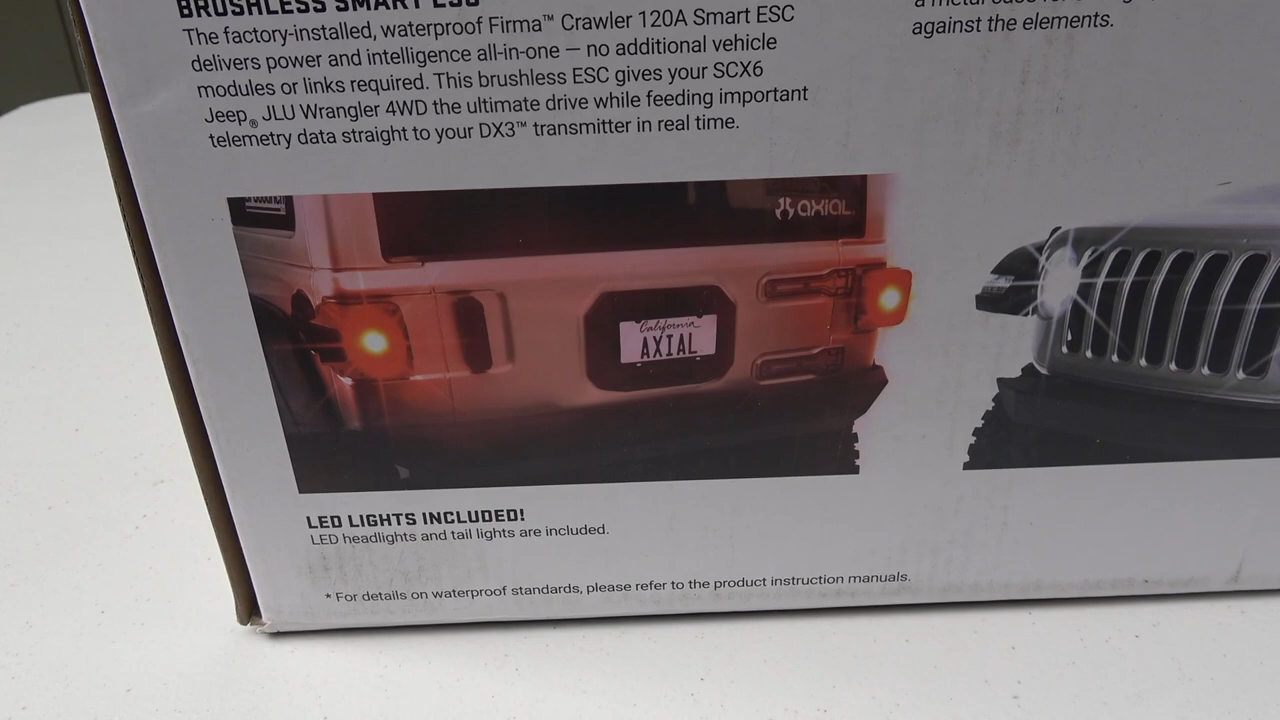 BRUSHLESS SMART ESC
The factory-installed, waterproof Firma™ Crawler 120A Smart ESC
delivers power and intelligence all-in-one — no additional vehicle
modules or links required. This brushless ESC gives your SCX6
Jeep® JLU Wrangler 4WD the ultimate drive while feeding important
telemetry data straight to your DX3™ transmitter in real time.
against the elements.
AXIAL
California
AXIAL
LED LIGHTS INCLUDED!
LED headlights and tail lights are included.
* For details on waterproof standards, please refer to the product instruction manuals.